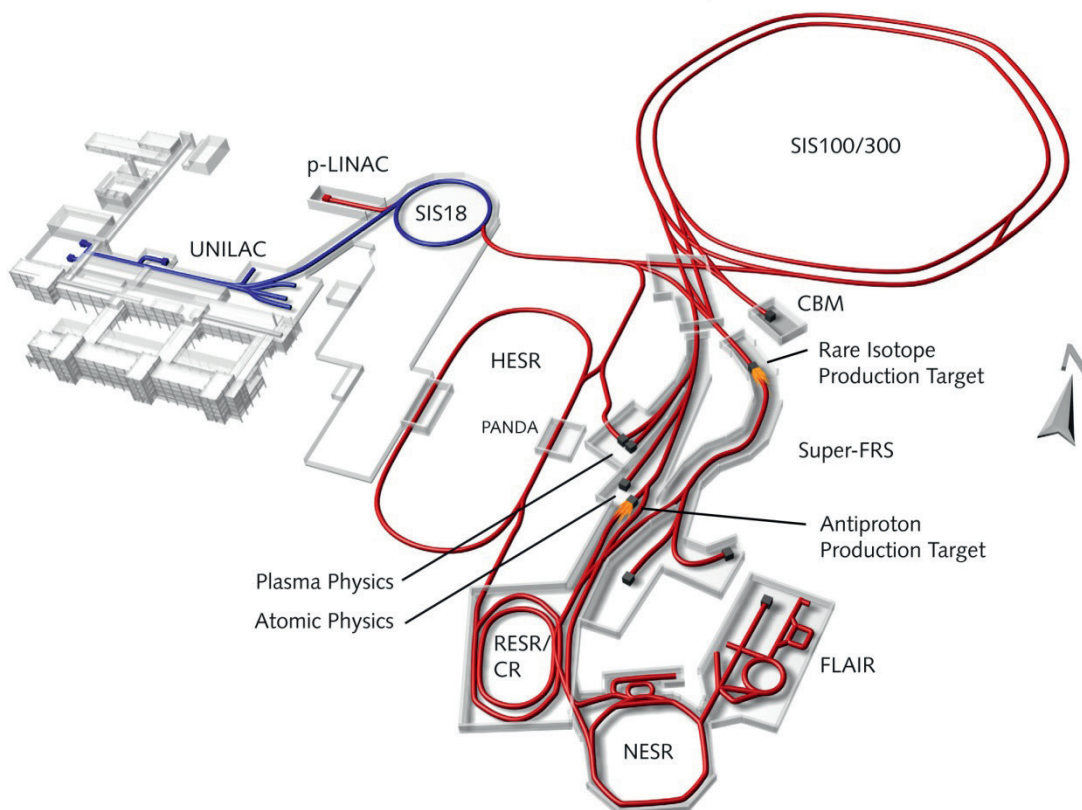 SIS100/300
p-LINAC
SIS18
UNILAC
CBM
HESR
Rare Isotope
Production Target
PANDA
Super-FRS
Antiproton
Production Target
Plasma Physics
Atomic Physics
RESR/
CR
FLAIR
NESR